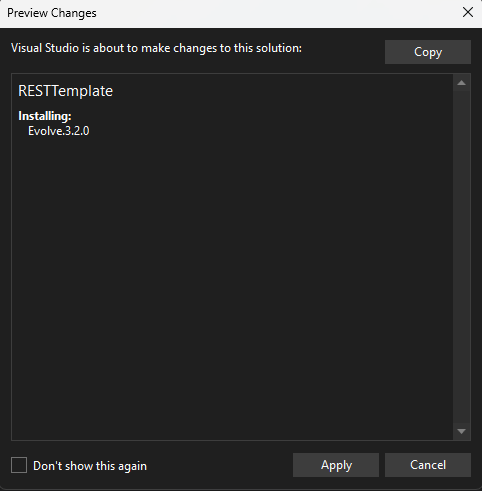 Preview Changes
Visual Studio is about to make changes to this solution:
Copy
RESTTemplate
Installing:
Evolve.3.2.0
Don't show this again
Apply
Cancel